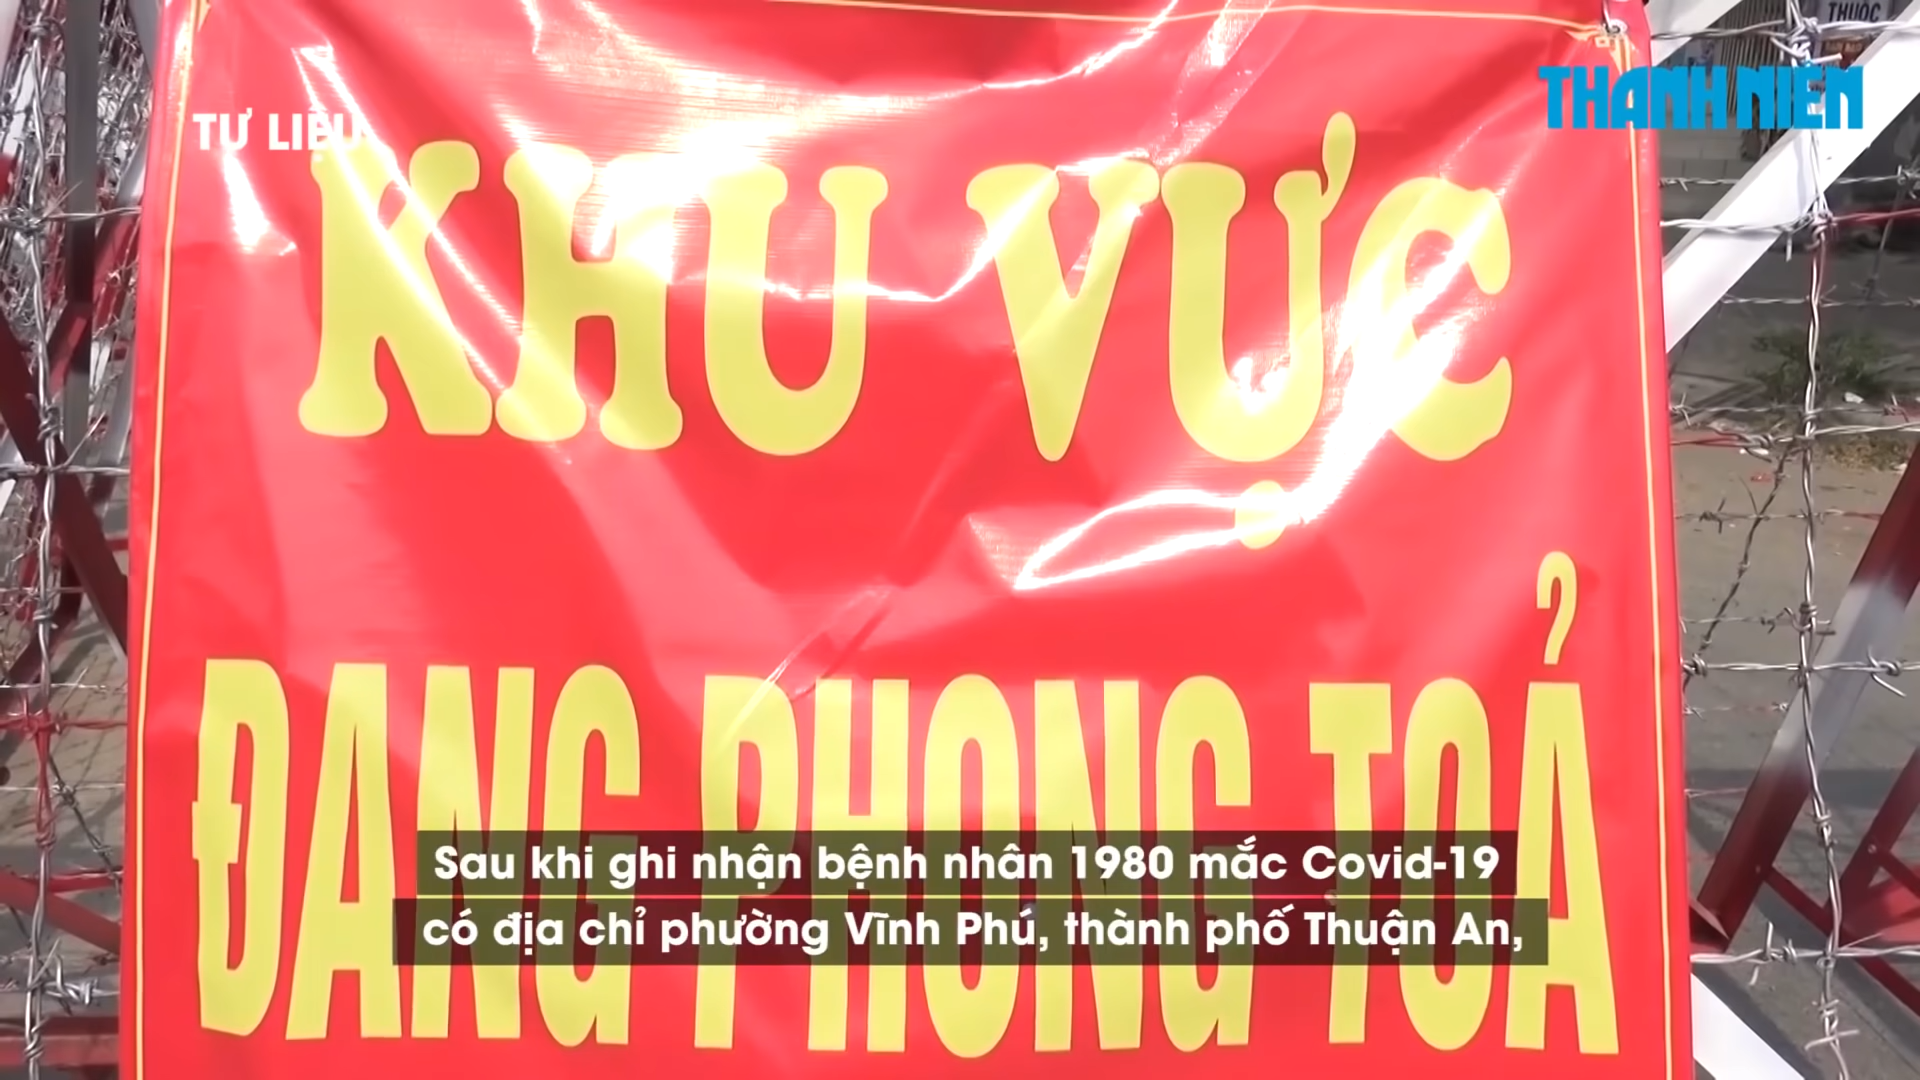 THUỐC
THANH NIÊN
TƯ LIỆU
KHU VỰC
ĐANG PHONG TOẢ
Sau khi ghi nhận bệnh nhân 1980 mắc Covid-19
có địa chỉ phường Vĩnh Phú, thành phố Thuận An,